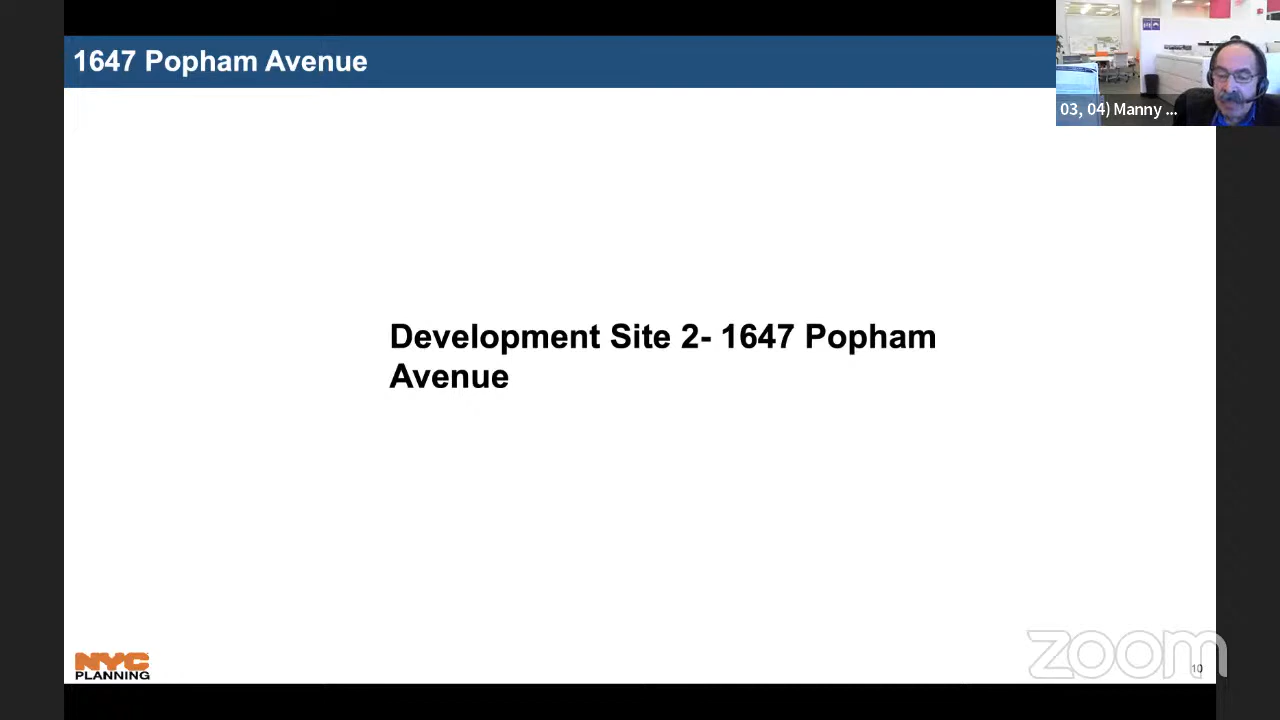 1647 Popham Avenue
03, 04) Manny ...
Development Site 2- 1647 Popham
Avenue
NYC
PLANNING
zoom
10